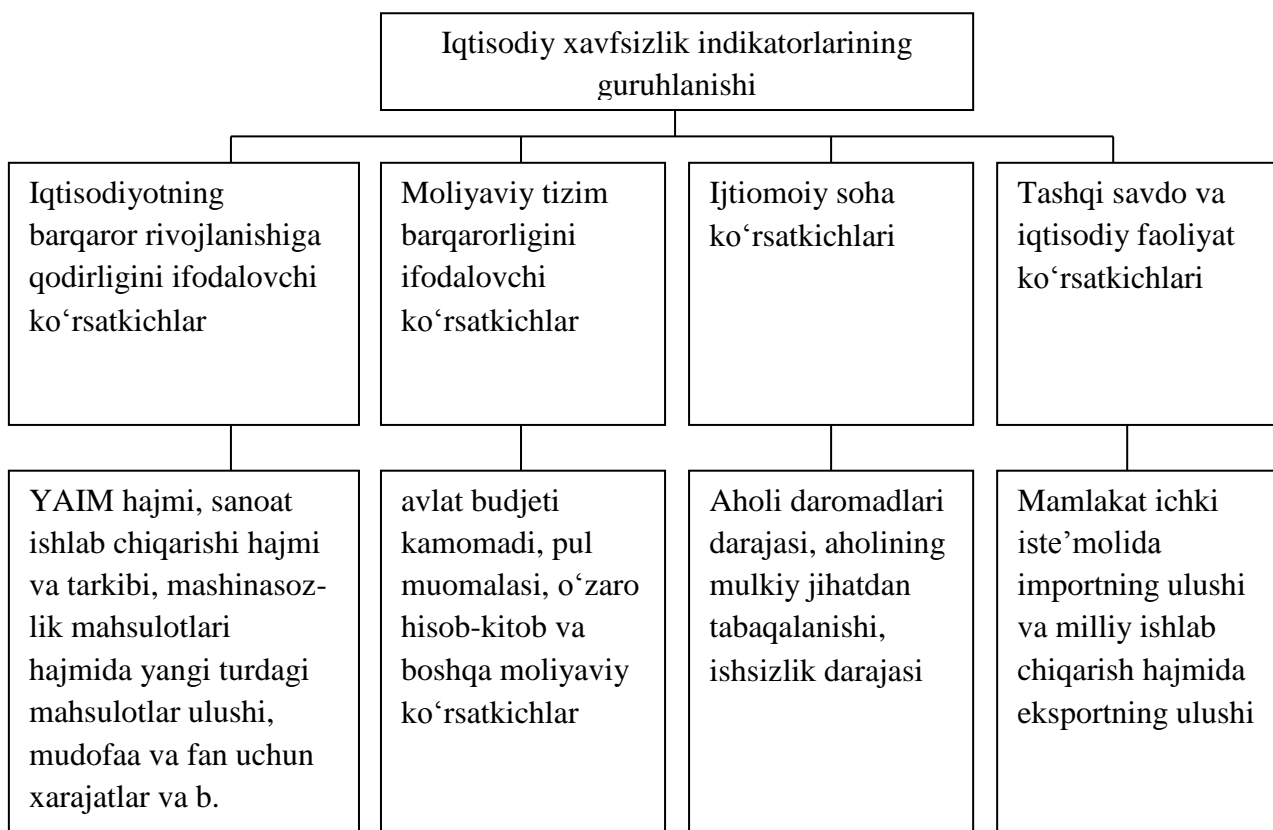 Iqtisodiy xavfsizlik indikatorlarining
guruhlanishi
Iqtisodiyotning
barqaror rivojlanishiga
qodirligini ifodalovchi
ko‘rsatkichlar
Moliyaviy tizim
barqarorligini
ifodalovchi
ko‘rsatkichlar
Ijtiomoiy soha
ko‘rsatkichlari
Tashqi savdo va
iqtisodiy faoliyat
ko‘rsatkichlari
YAIM hajmi, sanoat
ishlab chiqarishi hajmi
va tarkibi, mashinasoz-
lik mahsulotlari
hajmida yangi turdagi
mahsulotlar ulushi,
mudofaa va fan uchun
xarajatlar va b.
avlat budjeti
kamomadi, pul
muomalasi, o‘zaro
hisob-kitob va
boshqa moliyaviy
ko‘rsatkichlar
Aholi daromadlari
darajasi, aholining
mulkiy jihatdan
tabaqalanishi,
ishsizlik darajasi
Mamlakat ichki
iste’molida
importning ulushi
va milliy ishlab
chiqarish hajmida
eksportning ulushi